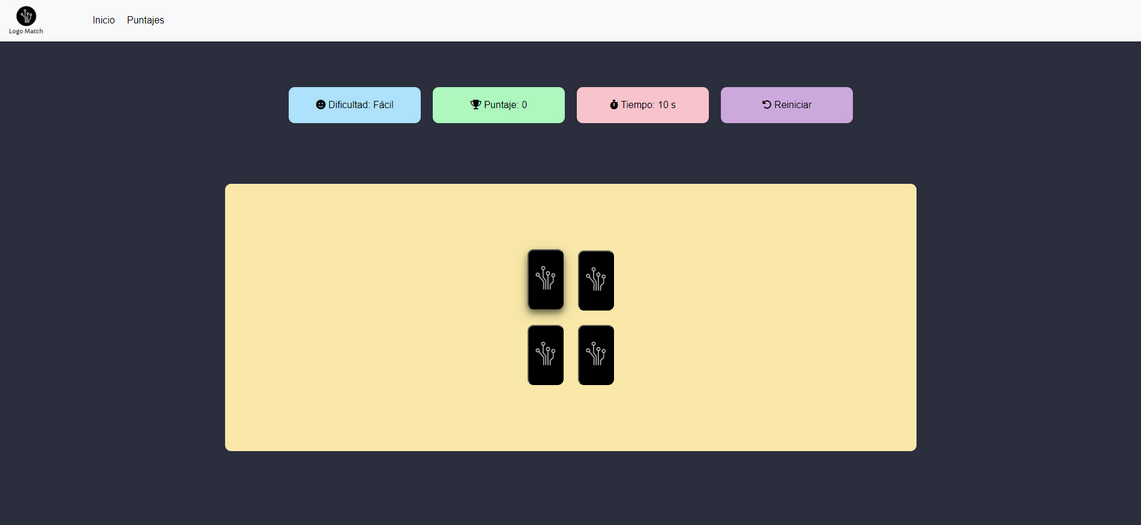 Logo Match
Inicio
Puntajes
Dificultad: Fácil
Puntaje: 0
Tiempo: 10 s
Reiniciar